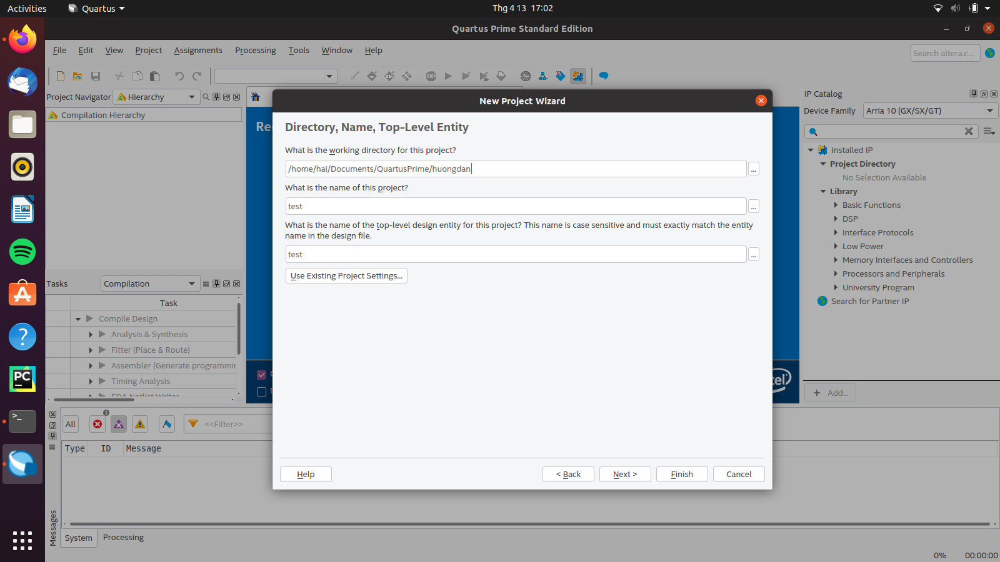 Activities
Quartus
Thg 4 13 17:02
Quartus Prime Standard Edition
File Edit View Project Assignments Processing Tools Window Help
Search altera.c...
Project Navigator
Hierarchy
Compilation Hierarchy
New Project Wizard
Directory, Name, Top-Level Entity
What is the working directory for this project?
/home/hai/Documents/QuartusPrime/huongdan
...
What is the name of this project?
test
...
What is the name of the top-level design entity for this project? This name is case sensitive and must exactly match the entity
name in the design file.
test
...
Use Existing Project Settings...
Help
< Back
Next >
Finish
Cancel
IP Catalog
Device Family
Arria 10 (GX/SX/GT)
Installed IP
Project Directory
No Selection Available
Library
Basic Functions
DSP
Interface Protocols
Low Power
Memory Interfaces and Controllers
Processors and Peripherals
University Program
Search for Partner IP
+ Add...
Tasks
Compilation
Task
Compile Design
Analysis & Synthesis
Fitter (Place & Route)
Assembler (Generate programmin
Timing Analysis
EDA Netlist Writer
All
1
<<Filter>>
Type ID Message
Messages
System
Processing
0% 00:00:00